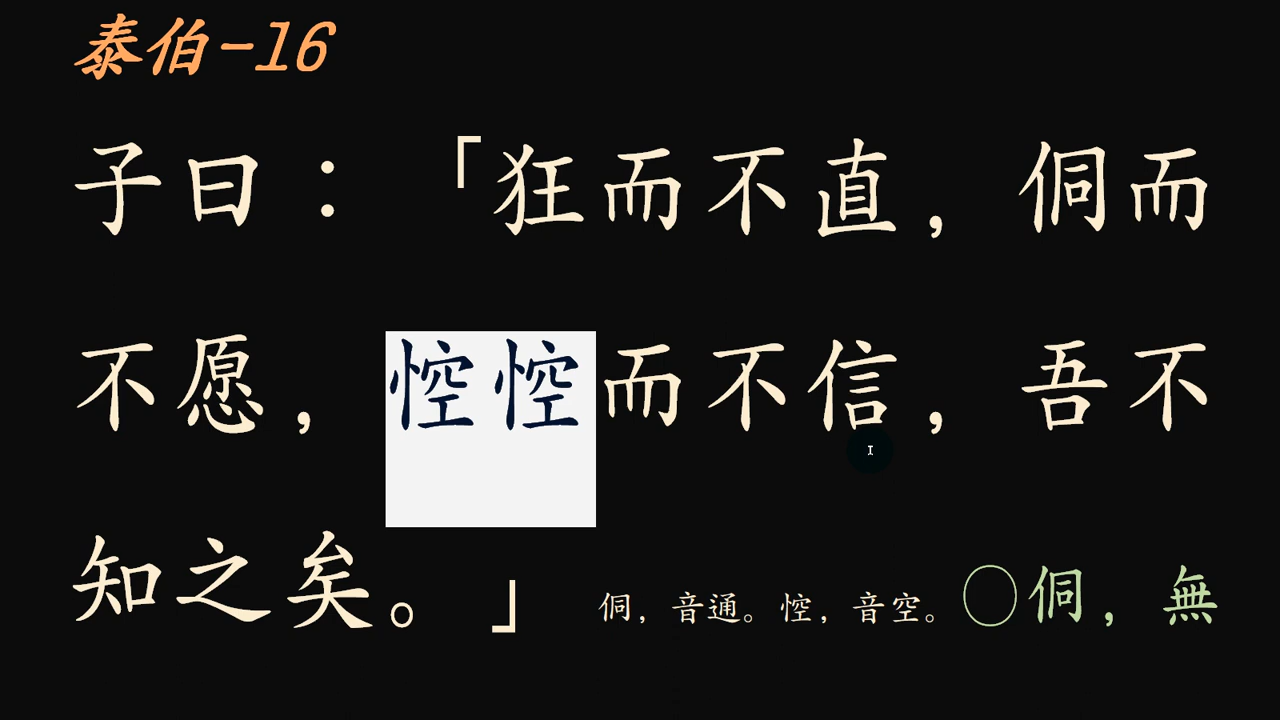 泰伯-16
子曰：「狂而不直，侗而
不愿，悾悾而不信，吾不
知之矣。」侗，音通。悾，音空。○侗，無